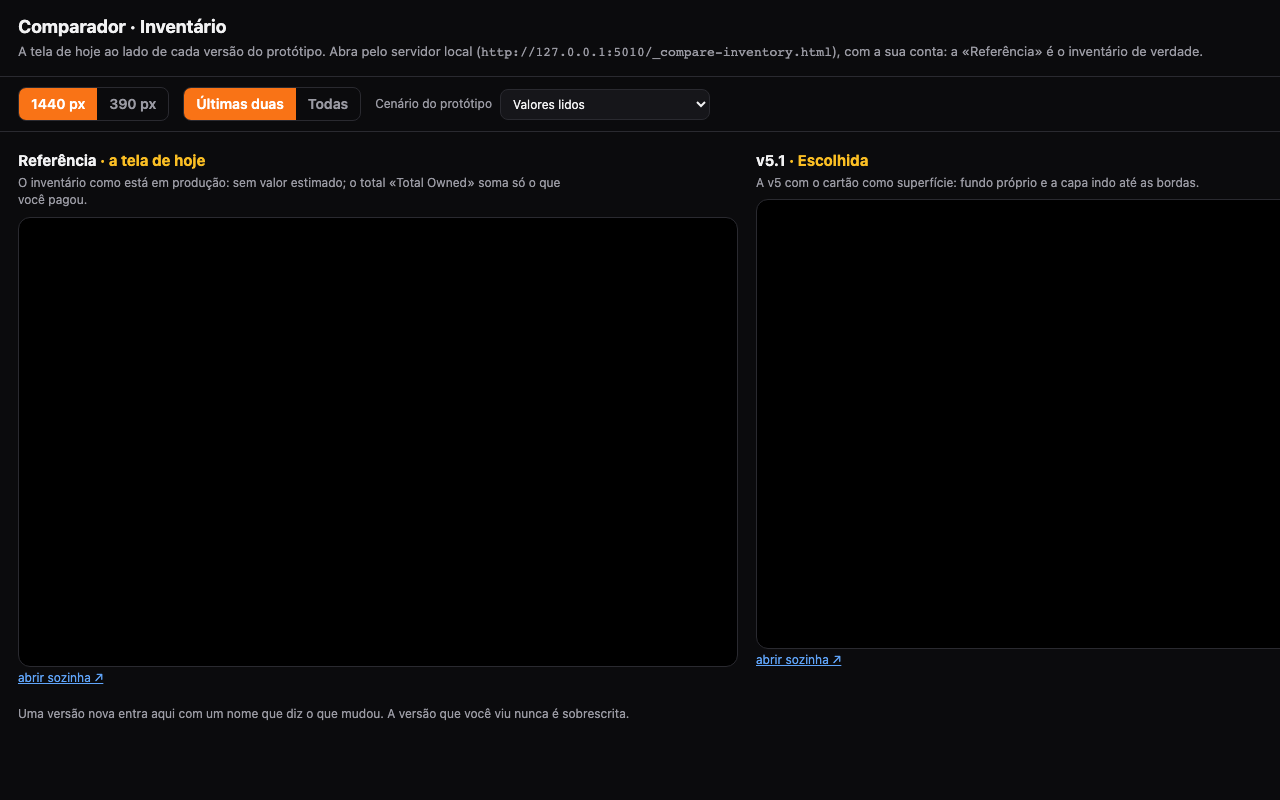 Comparador · Inventário
A tela de hoje ao lado de cada versão do protótipo. Abra pelo servidor local (http://127.0.0.1:5010/_compare-inventory.html), com a sua conta: a «Referência» é o inventário de verdade.
1440 px 390 px Últimas duas Todas Cenário do protótipo Valores lidos
Referência · a tela de hoje
O inventário como está em produção: sem valor estimado; o total «Total Owned» soma só o que
você pagou.
abrir sozinha ↗
v5.1 · Escolhida
A v5 com o cartão como superfície: fundo próprio e a capa indo até as bordas.
abrir sozinha ↗
Uma versão nova entra aqui com um nome que diz o que mudou. A versão que você viu nunca é sobrescrita.